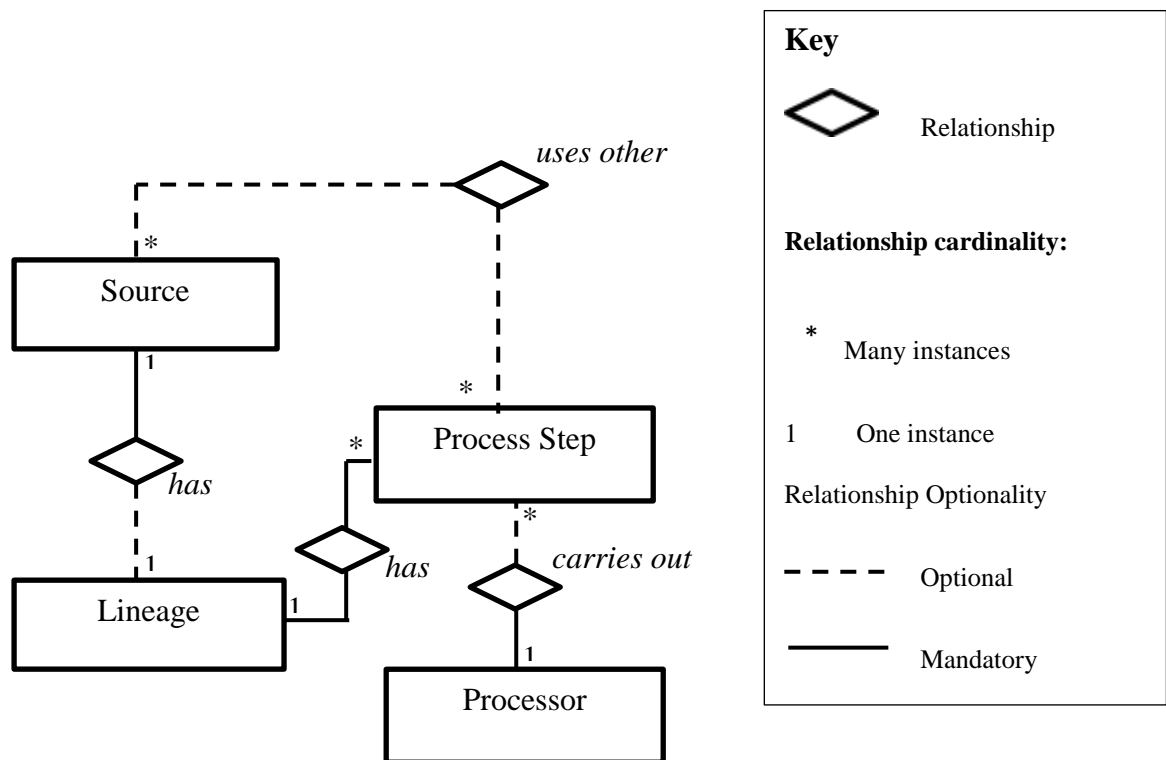 uses other
*
Source
1
has
1
Lineage
1
*
has
*
Process Step
*
carries out
1
Processor
Key
Relationship
Relationship cardinality:
* Many instances
1 One instance
Relationship Optionality
Optional
Mandatory